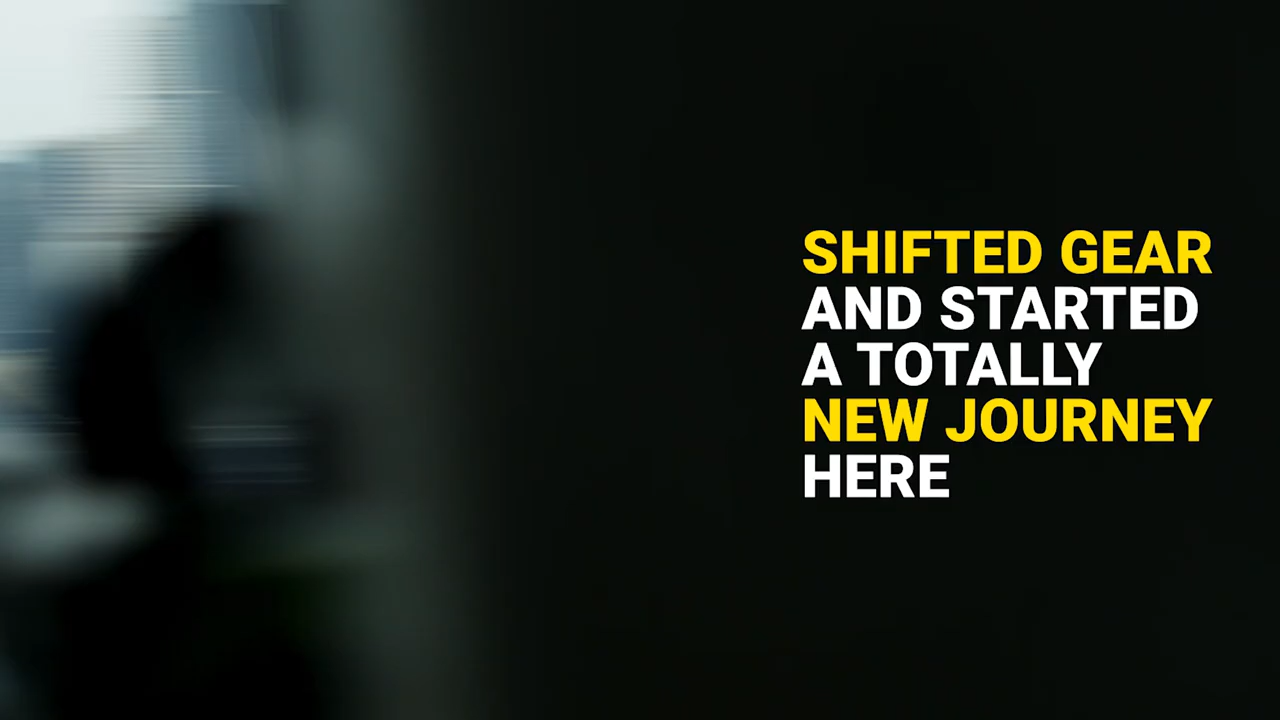 SHIFTED GEAR
AND STARTED
A TOTALLY
NEW JOURNEY
HERE